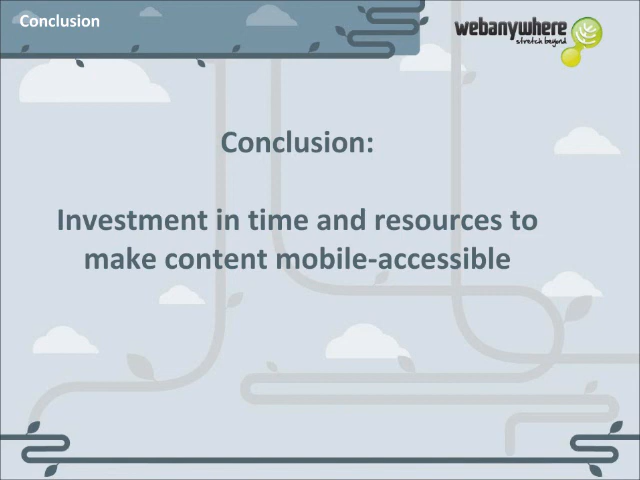 Conclusion
webanywhere
stretch beyond
Conclusion:
Investment in time and resources to
make content mobile-accessible